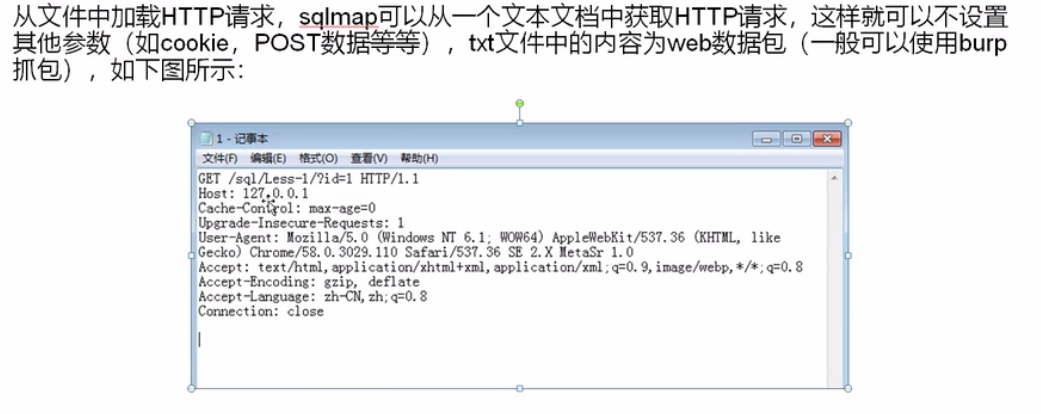 从文件中加载HTTP请求，sqlmap可以从一个文本文档中获取HTTP请求，这样就可以不设置
其他参数（如cookie，POST数据等等），txt文件中的内容为web数据包（一般可以使用burp
抓包），如下图所示：
1 - 记事本
文件(F) 编辑(E) 格式(O) 查看(V) 帮助(H)
GET /sql/Less-1/?id=1 HTTP/1.1
Host: 127.0.0.1
Cache-Control: max-age=0
Upgrade-Insecure-Requests: 1
User-Agent: Mozilla/5.0 (Windows NT 6.1; WOW64) AppleWebKit/537.36 (KHTML, like
Gecko) Chrome/58.0.3029.110 Safari/537.36 SE 2.X MetaSr 1.0
Accept: text/html,application/xhtml+xml,application/xml;q=0.9,image/webp,*/*;q=0.8
Accept-Encoding: gzip, deflate
Accept-Language: zh-CN,zh;q=0.8
Connection: close